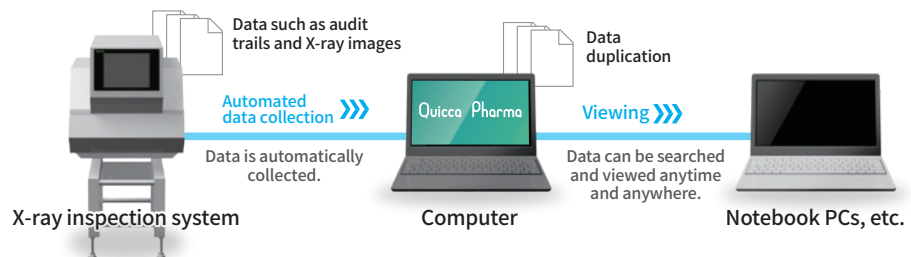 Data such as audit
trails and X-ray images
Data
duplication
Automated
data collection
Quicca Pharma
Viewing
Data is automatically
collected.
Data can be searched
and viewed anytime
and anywhere.
X-ray inspection system
Computer
Notebook PCs, etc.